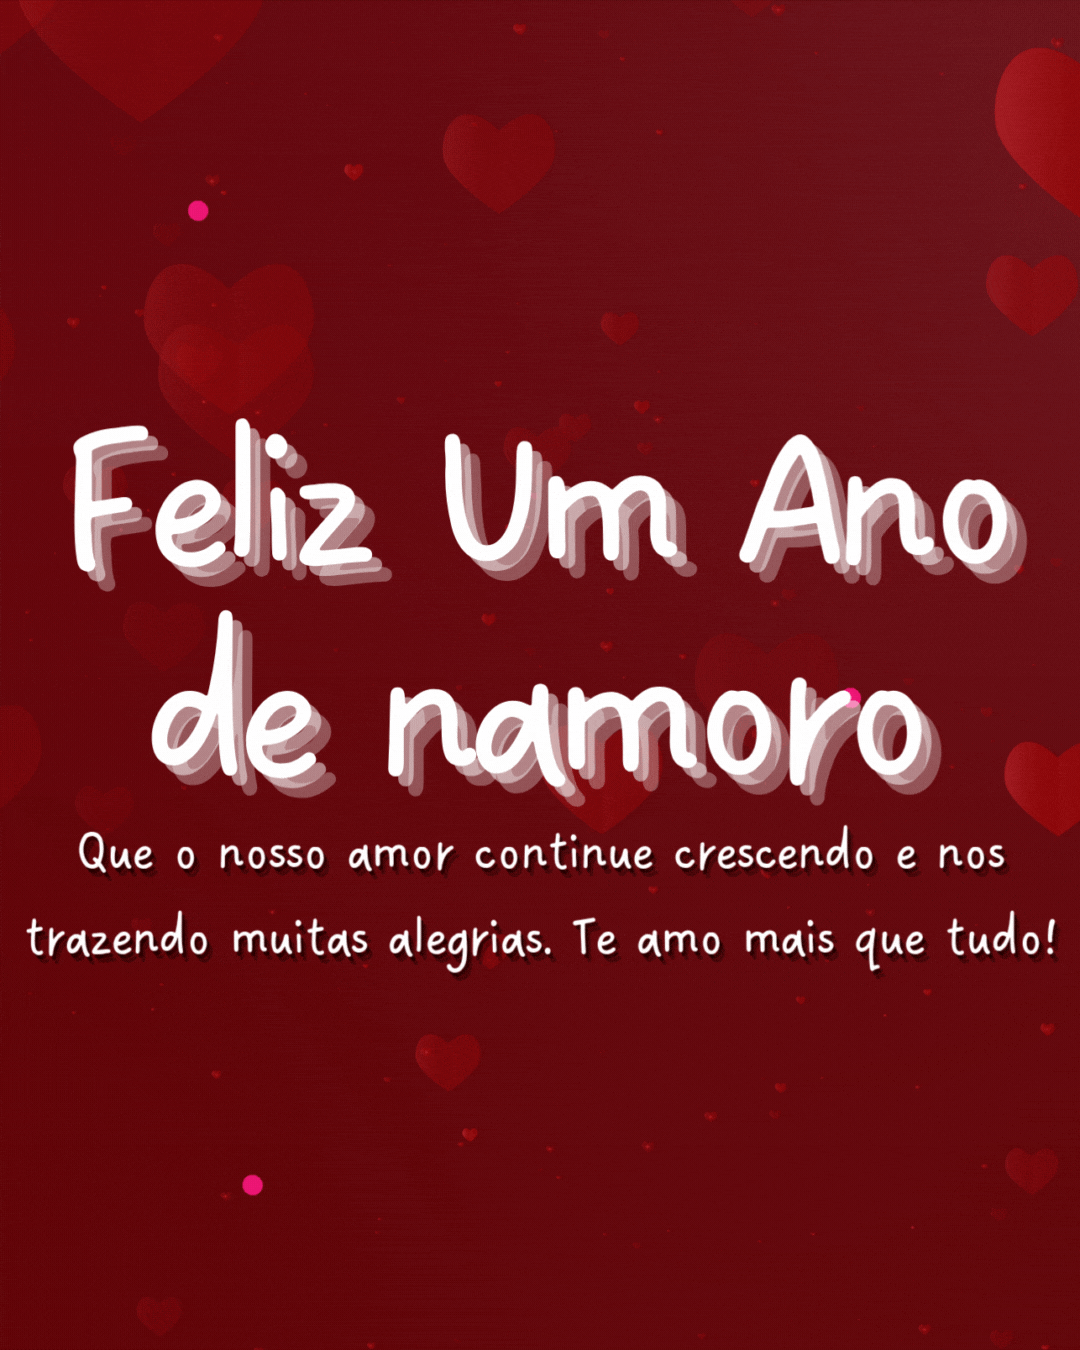 Feliz Um Ano
de namoro
Que o nosso amor continue crescendo e nos
trazendo muitas alegrias. Te amo mais que tudo!